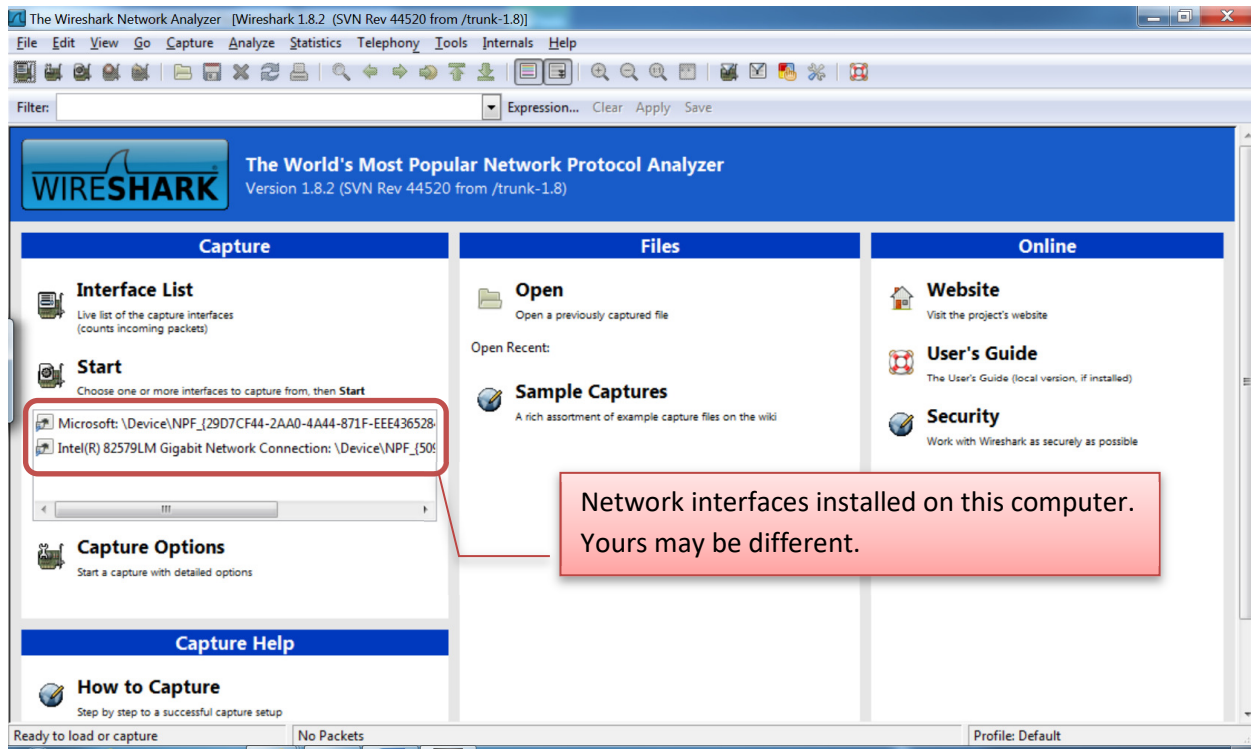 The Wireshark Network Analyzer [Wireshark 1.8.2 (SVN Rev 44520 from /trunk-1.8)]
File Edit View Go Capture Analyze Statistics Telephony Tools Internals Help
Filter: Expression... Clear Apply Save
WIRESHARK
The World's Most Popular Network Protocol Analyzer
Version 1.8.2 (SVN Rev 44520 from /trunk-1.8)
Capture
Interface List
Live list of the capture interfaces
(counts incoming packets)
Start
Choose one or more interfaces to capture from, then Start
Microsoft: \Device\NPF_{29D7CF44-2AA0-4A44-871F-EEE436528
Intel(R) 82579LM Gigabit Network Connection: \Device\NPF_{509
Capture Options
Start a capture with detailed options
Capture Help
How to Capture
Step by step to a successful capture setup
Files
Open
Open a previously captured file
Open Recent:
Sample Captures
A rich assortment of example capture files on the wiki
Online
Website
Visit the project's website
User's Guide
The User's Guide (local version, if installed)
Security
Work with Wireshark as securely as possible
Network interfaces installed on this computer.
Yours may be different.
Ready to load or capture No Packets Profile: Default